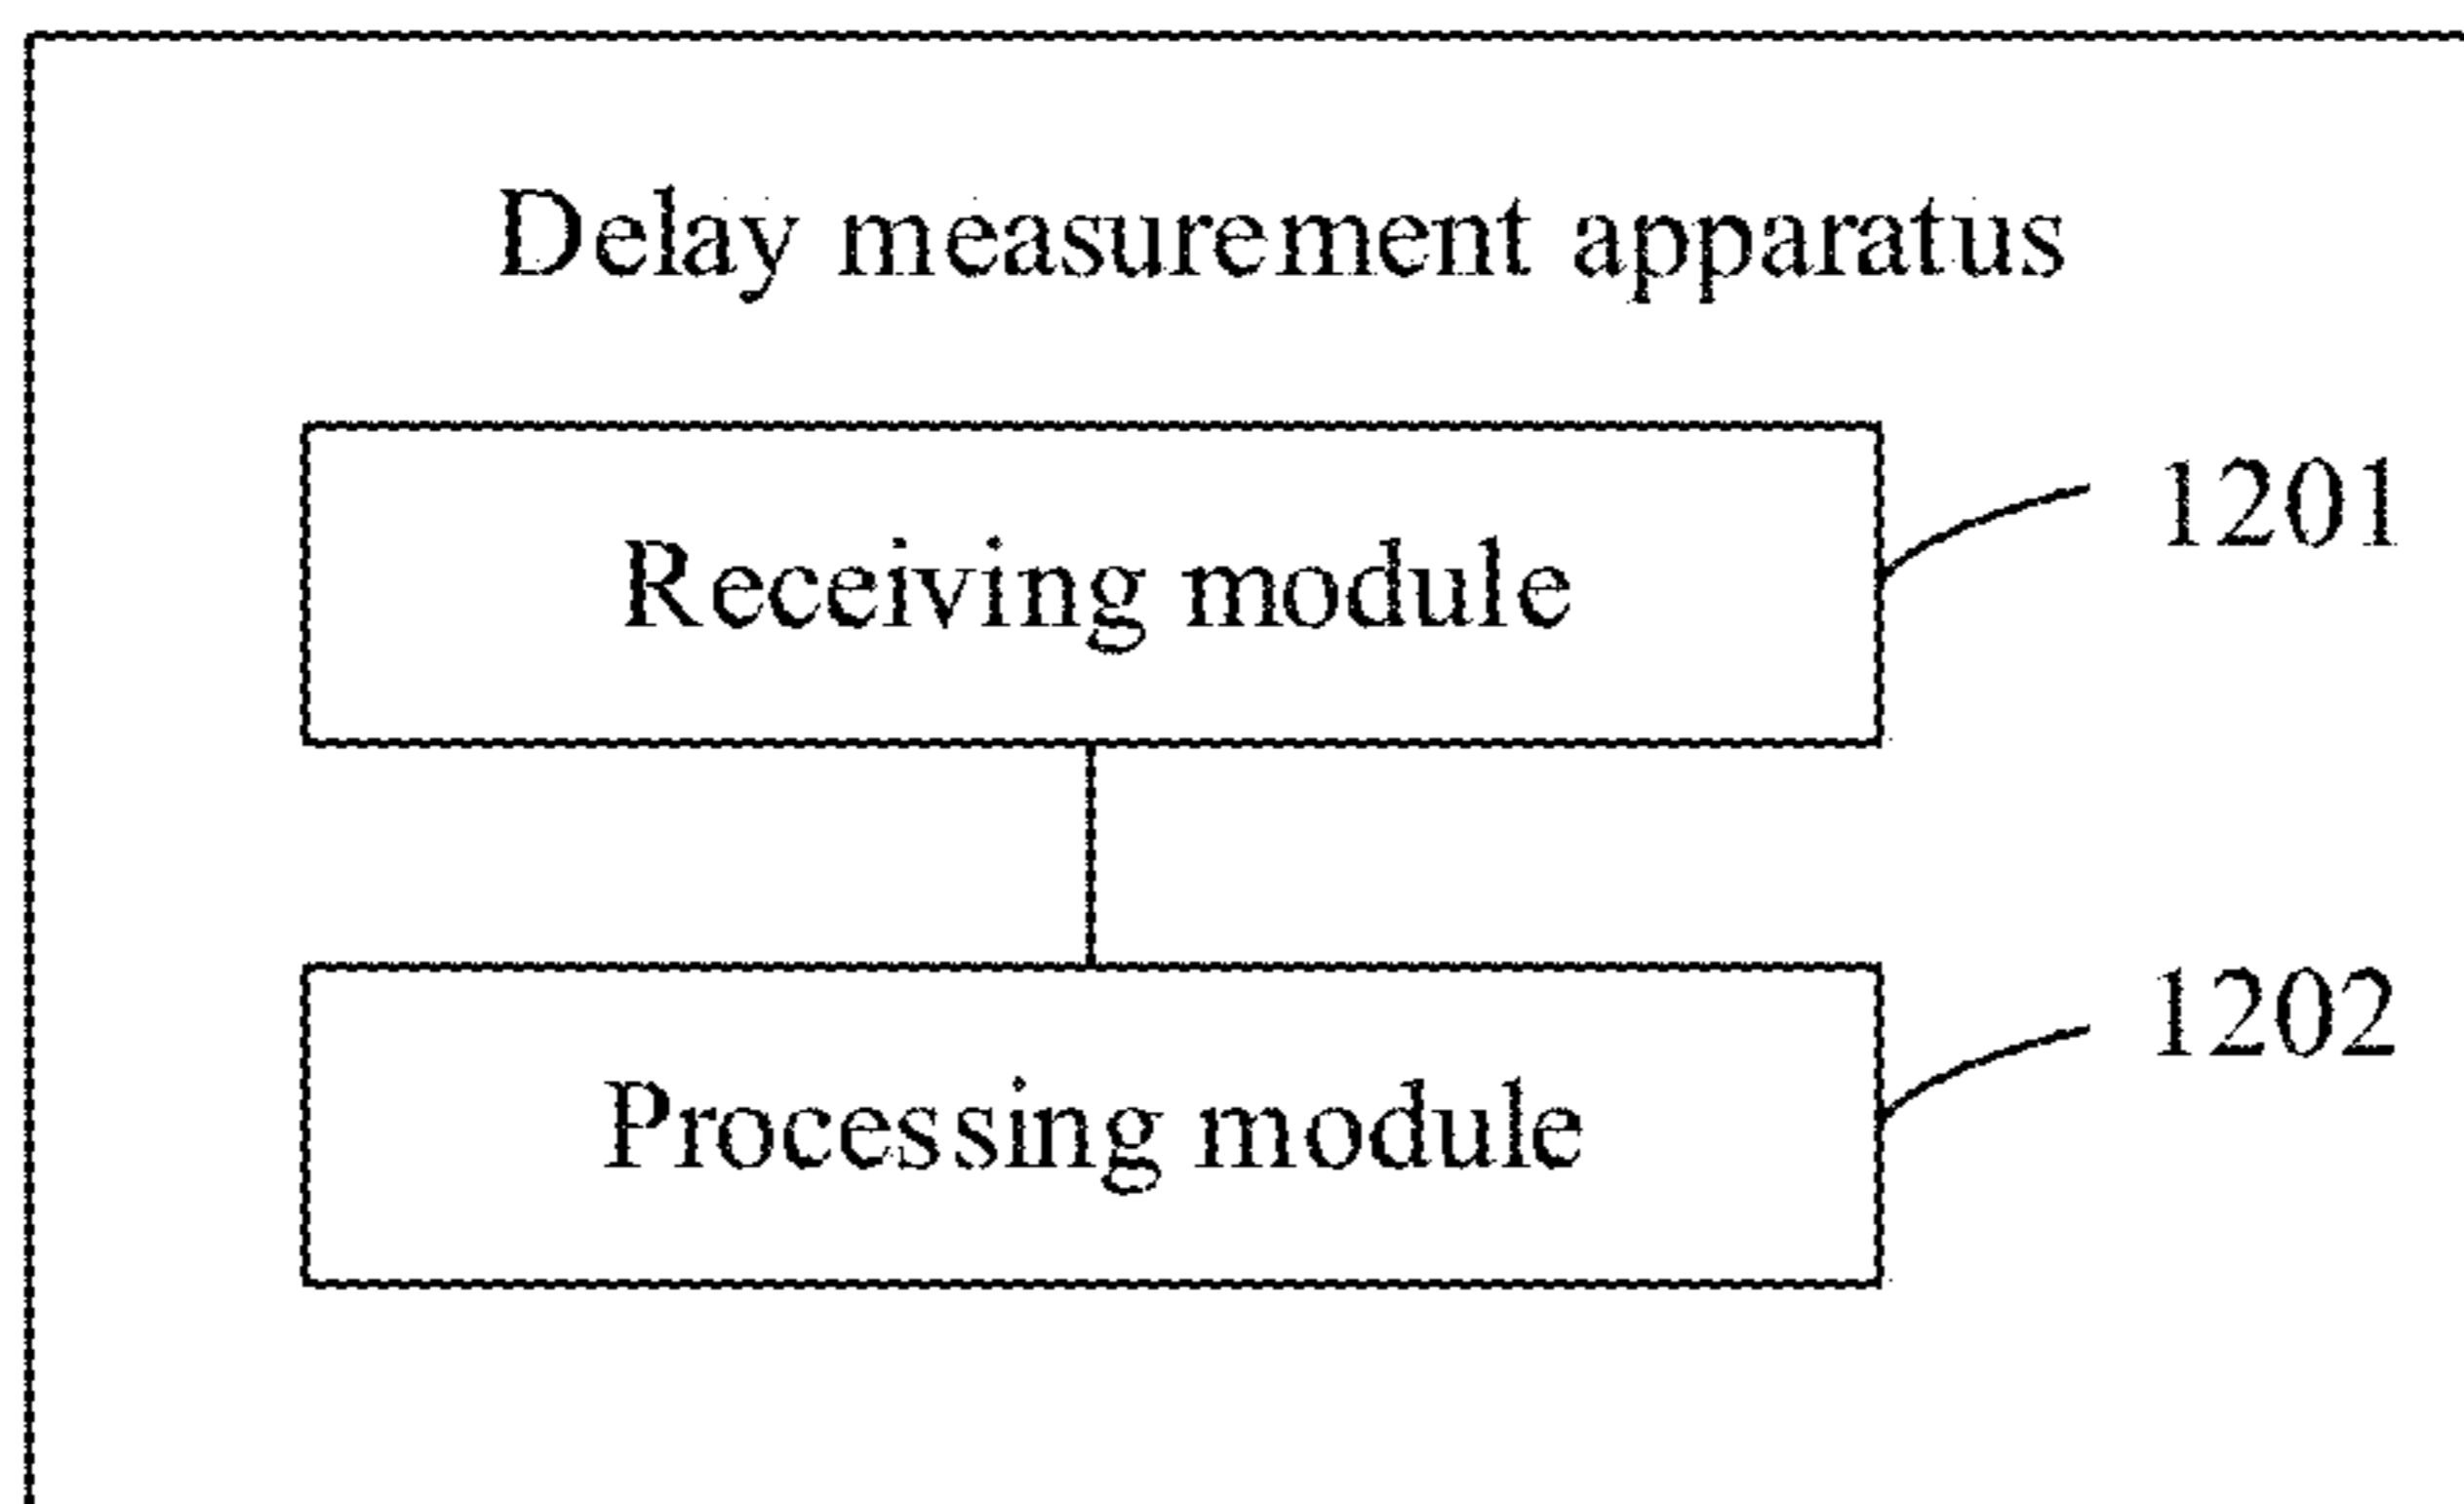 Delay measurement apparatus
Receiving module
1201
Processing module
1202